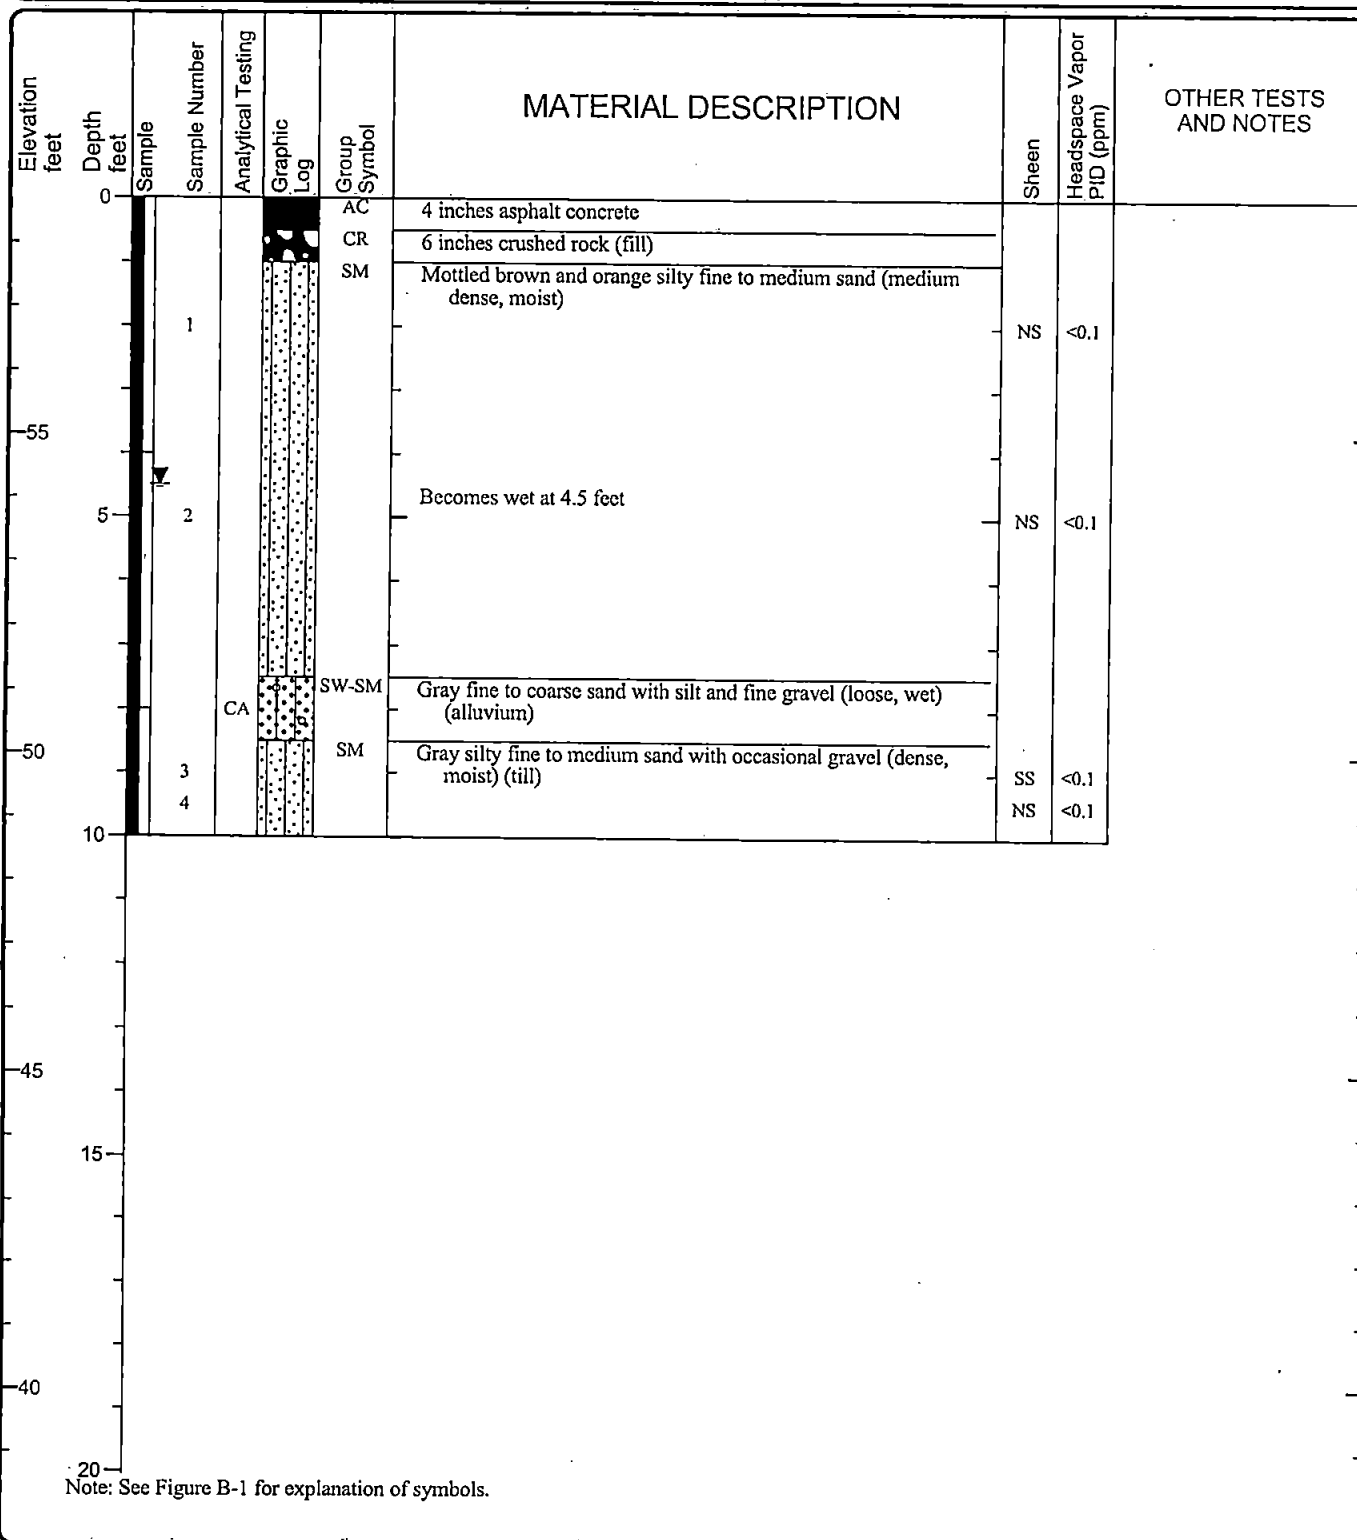 Elevation
feet
Depth
feet
Sample
Sample Number
Analytical Testing
Graphic
Log
Group
Symbol
MATERIAL DESCRIPTION
Sheen
Headspace Vapor
PID (ppm)
OTHER TESTS
AND NOTES
0
AC
4 inches asphalt concrete
CR
6 inches crushed rock (fill)
SM
Mottled brown and orange silty fine to medium sand (medium
dense, moist)
1
NS
<0.1
55
Becomes wet at 4.5 feet
5
2
NS
<0.1
SW-SM
Gray fine to coarse sand with silt and fine gravel (loose, wet)
(alluvium)
CA
50
SM
Gray silty fine to medium sand with occasional gravel (dense,
moist) (till)
3
SS
<0.1
4
NS
<0.1
10
45
15
40
20
Note: See Figure B-1 for explanation of symbols.